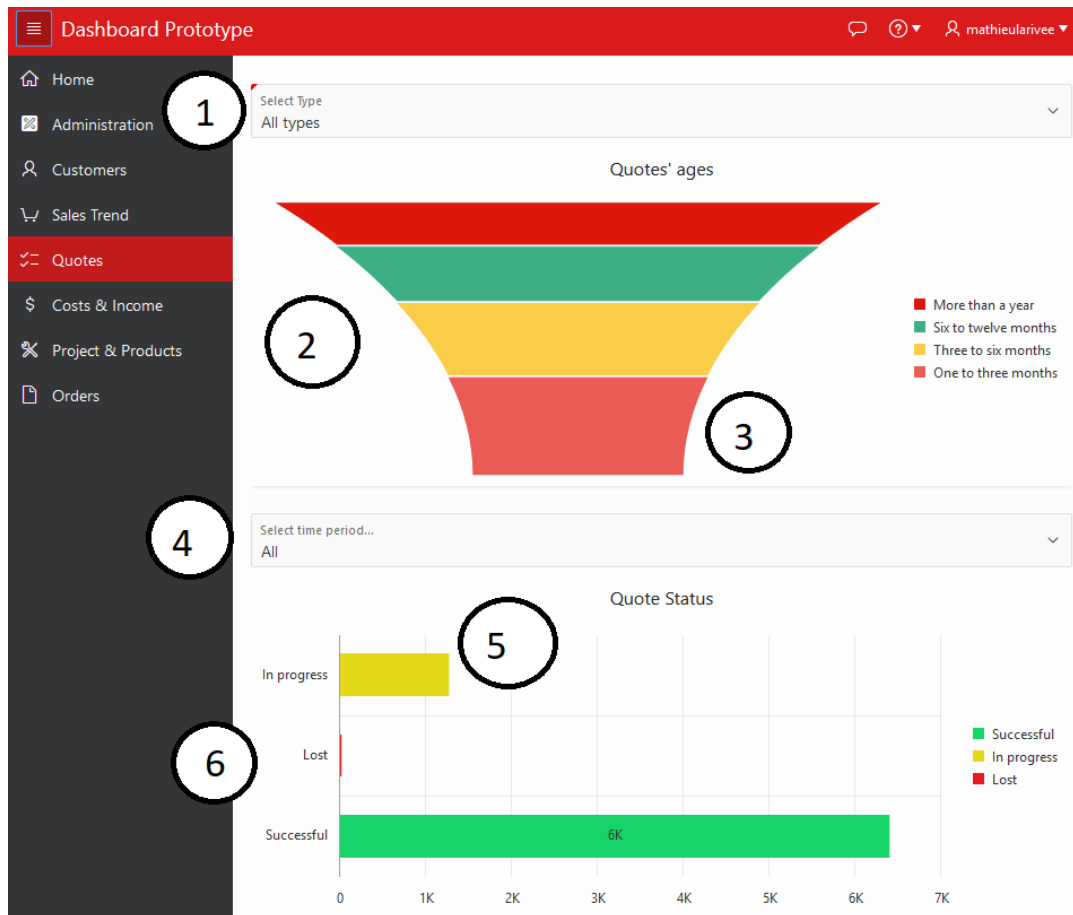 Dashboard Prototype
mathieularivee
Home
Administration
Customers
Sales Trend
Quotes
$ Costs & Income
Project & Products
Orders
1
Select Type
All types
Quotes' ages
2
3
More than a year
Six to twelve months
Three to six months
One to three months
4
Select time period...
All
Quote Status
5
6
In progress
Lost
Successful
6K
0 1K 2K 3K 4K 5K 6K 7K
Successful
In progress
Lost